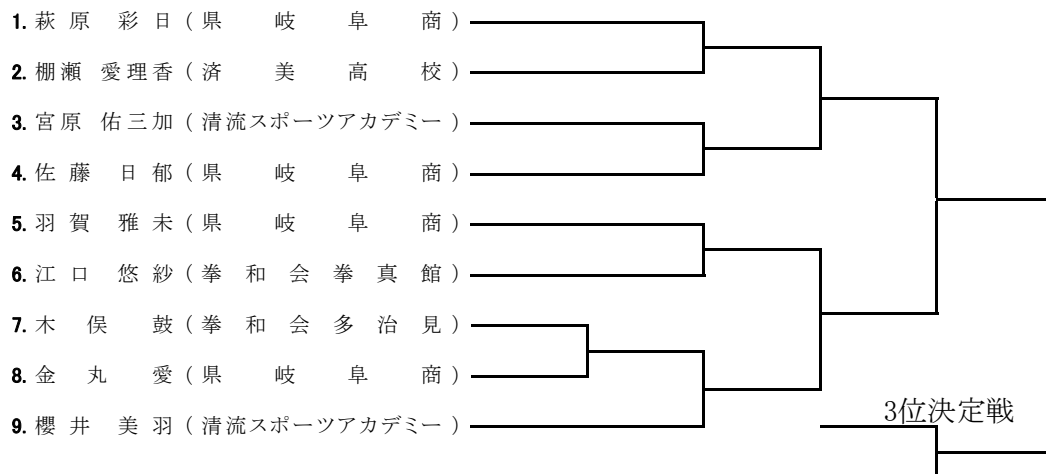 1. 萩原 彩日 (県岐阜商)
2. 棚瀬 愛理香 (済美高校)
3. 宮原 佑三加 (清流スポーツアカデミー)
4. 佐藤 日郁 (県岐阜商)
5. 羽賀 雅未 (県岐阜商)
6. 江口 悠紗 (拳和会拳真館)
7. 木俣 鼓 (拳和会多治見)
8. 金丸 愛 (県岐阜商)
9. 櫻井 美羽 (清流スポーツアカデミー)
3位決定戦